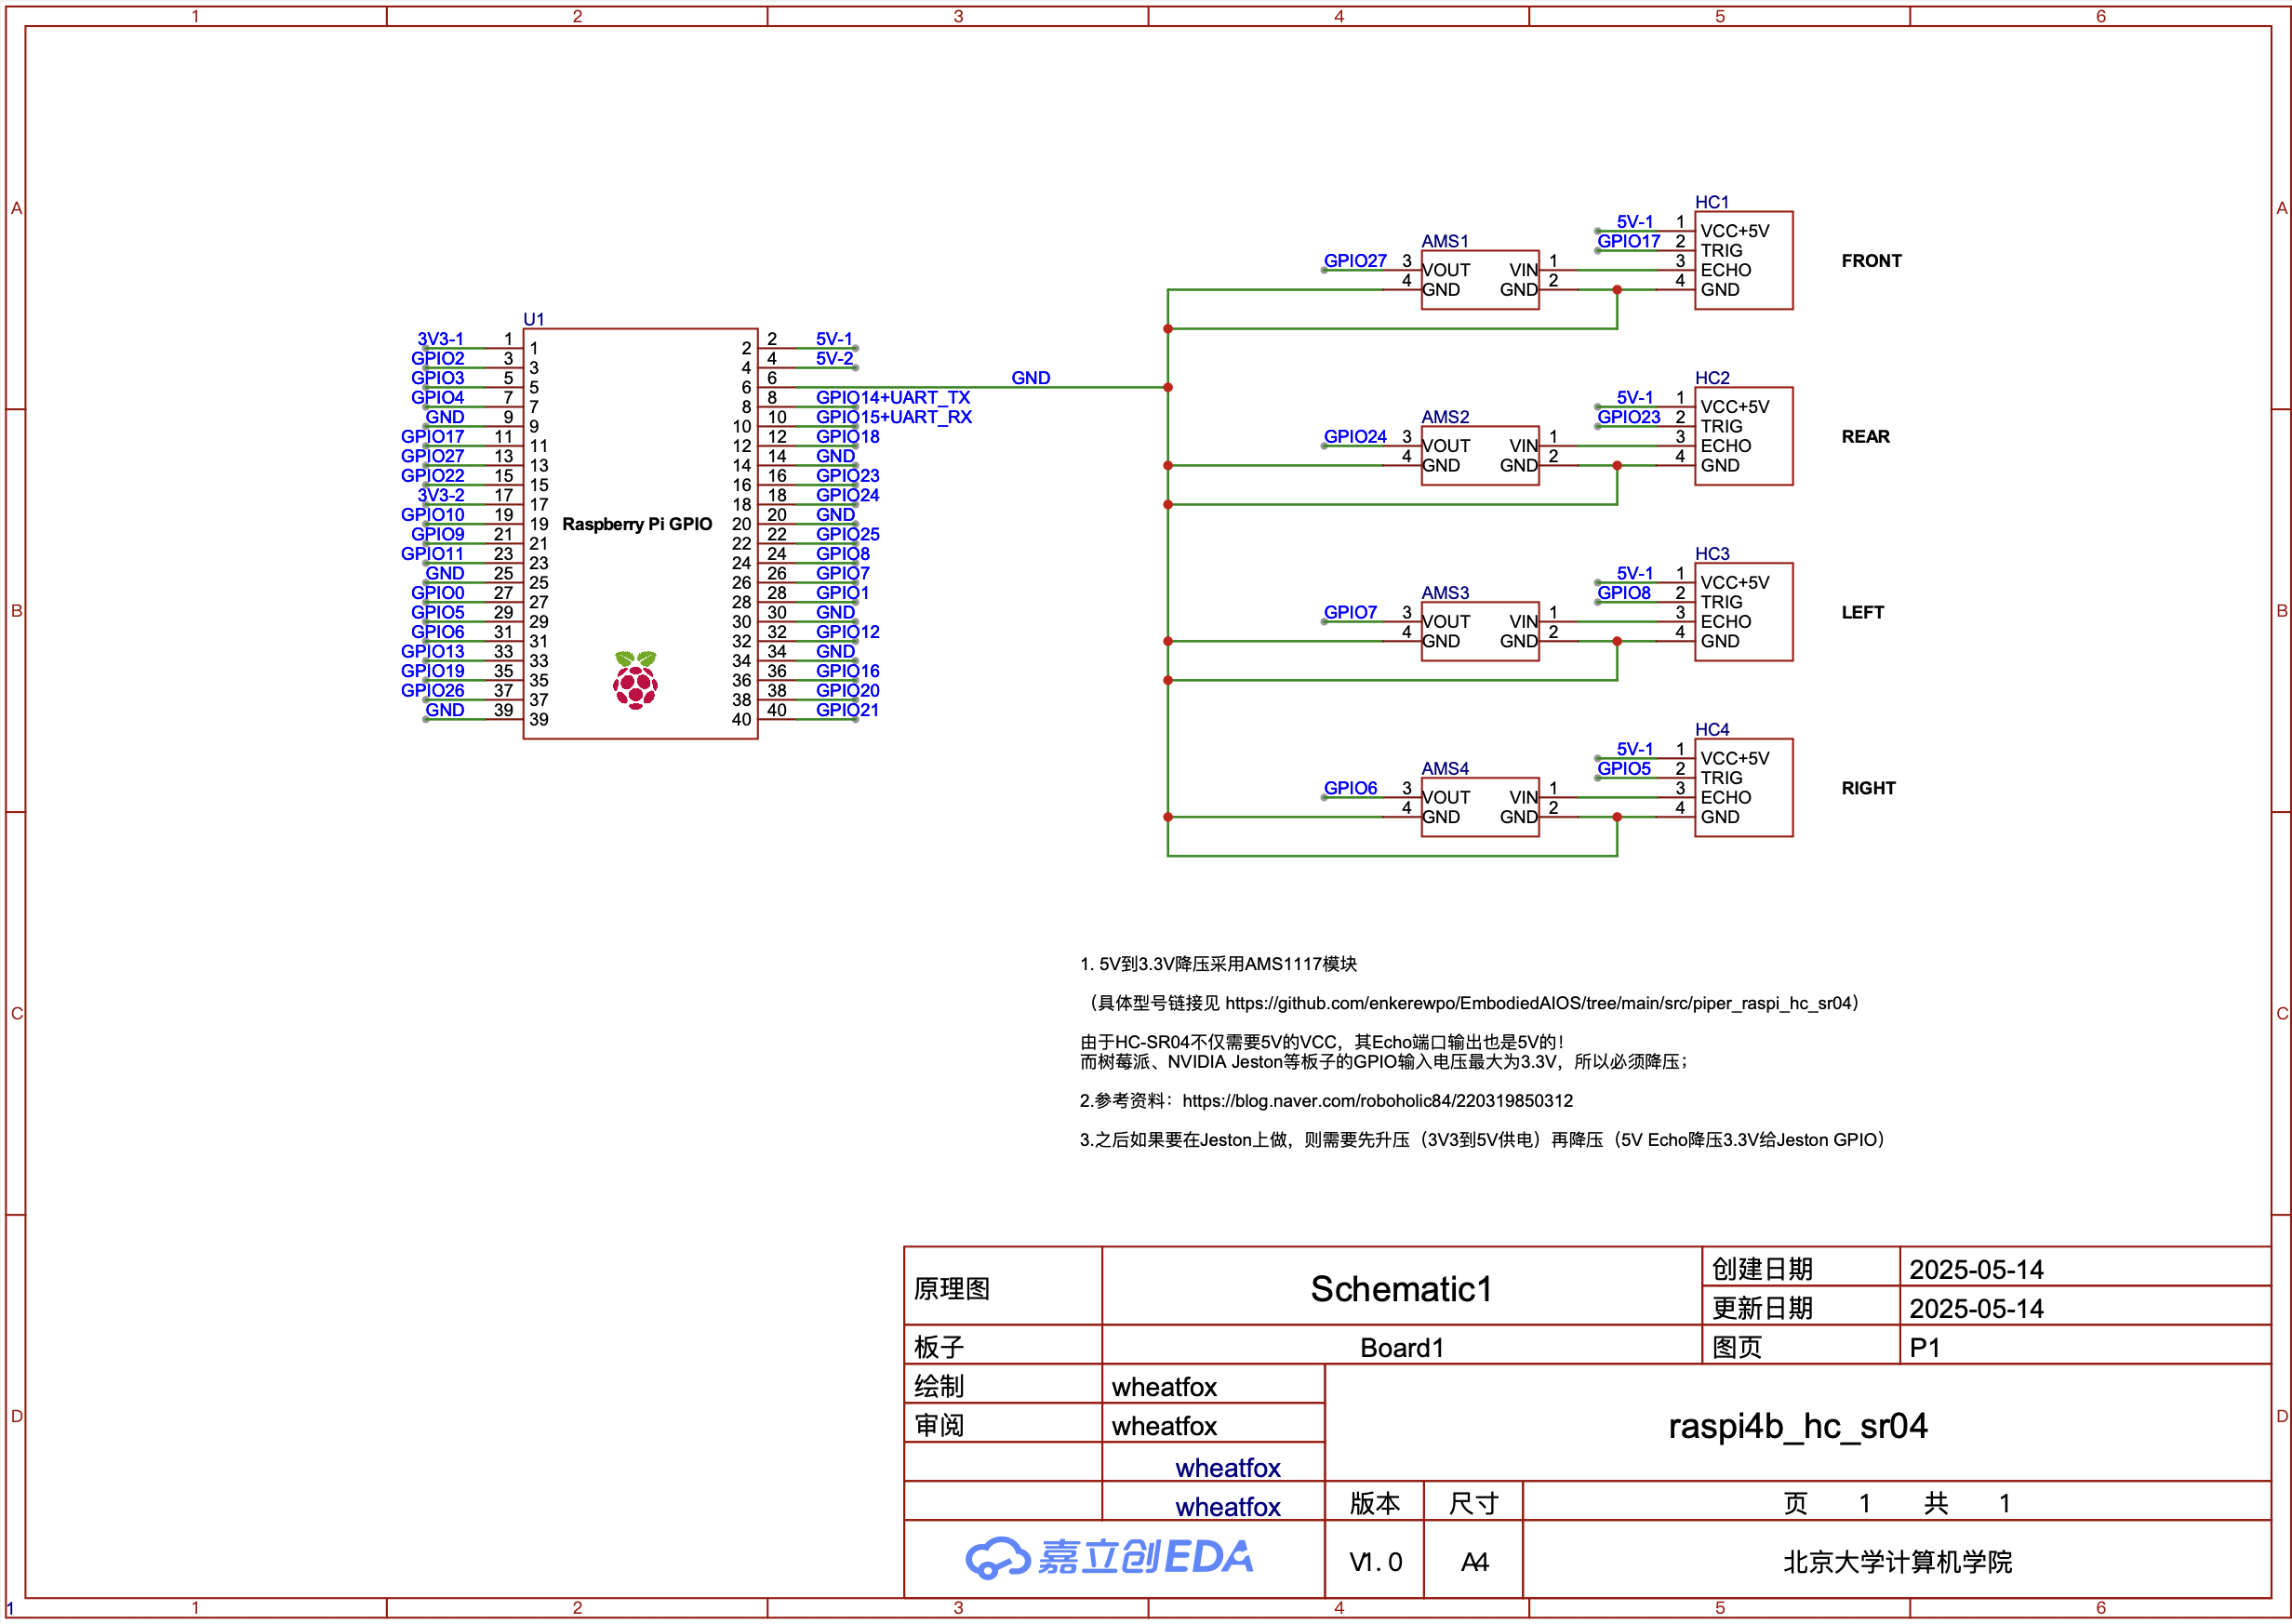 1 2 3 4 5 6
A A
HC1
5V-1 1 VCC+5V
GPIO17 2 TRIG
AMS1
GPIO27 3 VOUT VIN 1 3 ECHO FRONT
4 GND GND 2 4 GND
U1
3V3-1 1 1 2 2 5V-1
GPIO2 3 3 4 4 5V-2
GPIO3 5 5 6 6 GND
GPIO4 7 7 8 8 GPIO14+UART_TX
GND 9 9 10 10 GPIO15+UART_RX
GPIO17 11 11 12 12 GPIO18
GPIO27 13 13 14 14 GND
GPIO22 15 15 16 16 GPIO23
3V3-2 17 17 18 18 GPIO24
GPIO10 19 19 Raspberry Pi GPIO 20 20 GND
GPIO9 21 21 22 22 GPIO25
GPIO11 23 23 24 24 GPIO8
GND 25 25 26 26 GPIO7
GPIO0 27 27 28 28 GPIO1
GPIO5 29 29 30 30 GND
GPIO6 31 31 32 32 GPIO12
GPIO13 33 33 34 34 GND
GPIO19 35 35 36 36 GPIO16
GPIO26 37 37 38 38 GPIO20
GND 39 39 40 40 GPIO21
HC2
5V-1 1 VCC+5V
GPIO23 2 TRIG
AMS2
GPIO24 3 VOUT VIN 1 3 ECHO REAR
4 GND GND 2 4 GND
HC3
5V-1 1 VCC+5V
GPIO8 2 TRIG
AMS3
GPIO7 3 VOUT VIN 1 3 ECHO LEFT
4 GND GND 2 4 GND
B B
HC4
5V-1 1 VCC+5V
GPIO5 2 TRIG
AMS4
GPIO6 3 VOUT VIN 1 3 ECHO RIGHT
4 GND GND 2 4 GND
1. 5V到3.3V降压采用AMS1117模块
（具体型号链接见 https://github.com/enkerewpo/EmbodiedAIOS/tree/main/src/piper_raspi_hc_sr04）
C C
由于HC-SR04不仅需要5V的VCC，其Echo端口输出也是5V的！
而树莓派、NVIDIA Jeston等板子的GPIO输入电压最大为3.3V，所以必须降压；
2.参考资料：https://blog.naver.com/roboholic84/220319850312
3.之后如果要在Jeston上做，则需要先升压（3V3到5V供电）再降压（5V Echo降压3.3V给Jeston GPIO）
原理图 Schematic1 创建日期 2025-05-14
更新日期 2025-05-14
板子 Board1 图页 P1
绘制 wheatfox
审阅 wheatfox raspi4b_hc_sr04
D D
wheatfox
wheatfox 版本 尺寸 页 1 共 1
嘉立创EDA V1.0 A4 北京大学计算机学院
1 1 2 3 4 5 6